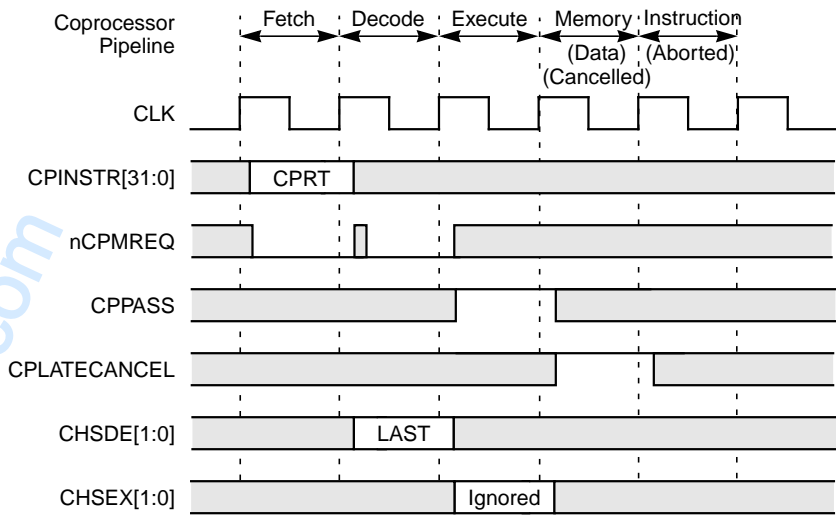 Coprocessor
Pipeline
Fetch
Decode
Execute
Memory
Instruction
(Data)
(Aborted)
(Cancelled)
CLK
CPINSTR[31:0]
CPRT
nCPMREQ
CPPASS
CPLATECANCEL
CHSDE[1:0]
LAST
CHSEX[1:0]
Ignored
com